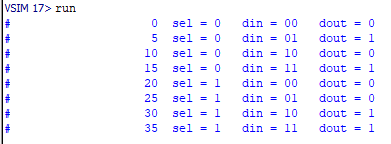 VSIM 17> run
# 0 sel = 0 din = 00 dout = 0
# 5 sel = 0 din = 01 dout = 1
# 10 sel = 0 din = 10 dout = 0
# 15 sel = 0 din = 11 dout = 1
# 20 sel = 1 din = 00 dout = 0
# 25 sel = 1 din = 01 dout = 0
# 30 sel = 1 din = 10 dout = 1
# 35 sel = 1 din = 11 dout = 1